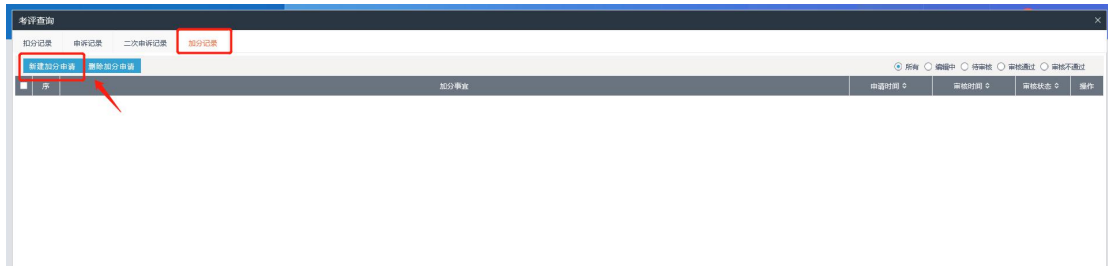 考评查询 ×
扣分记录 申诉记录 二次申诉记录 加分记录
新建加分申请 删除加分申请 所有 编辑中 待审核 审核通过 审核不通过
序 加分事宜 申请时间 审核时间 审核状态 操作